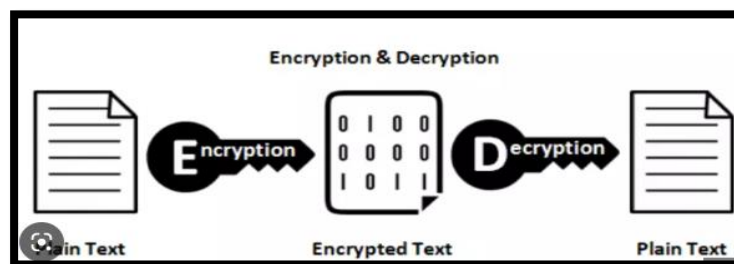 Encryption & Decryption
Encryption
0 1 0 0
0 0 0 0
1 0 1 1
Decryption
Plain Text
Encrypted Text
Plain Text